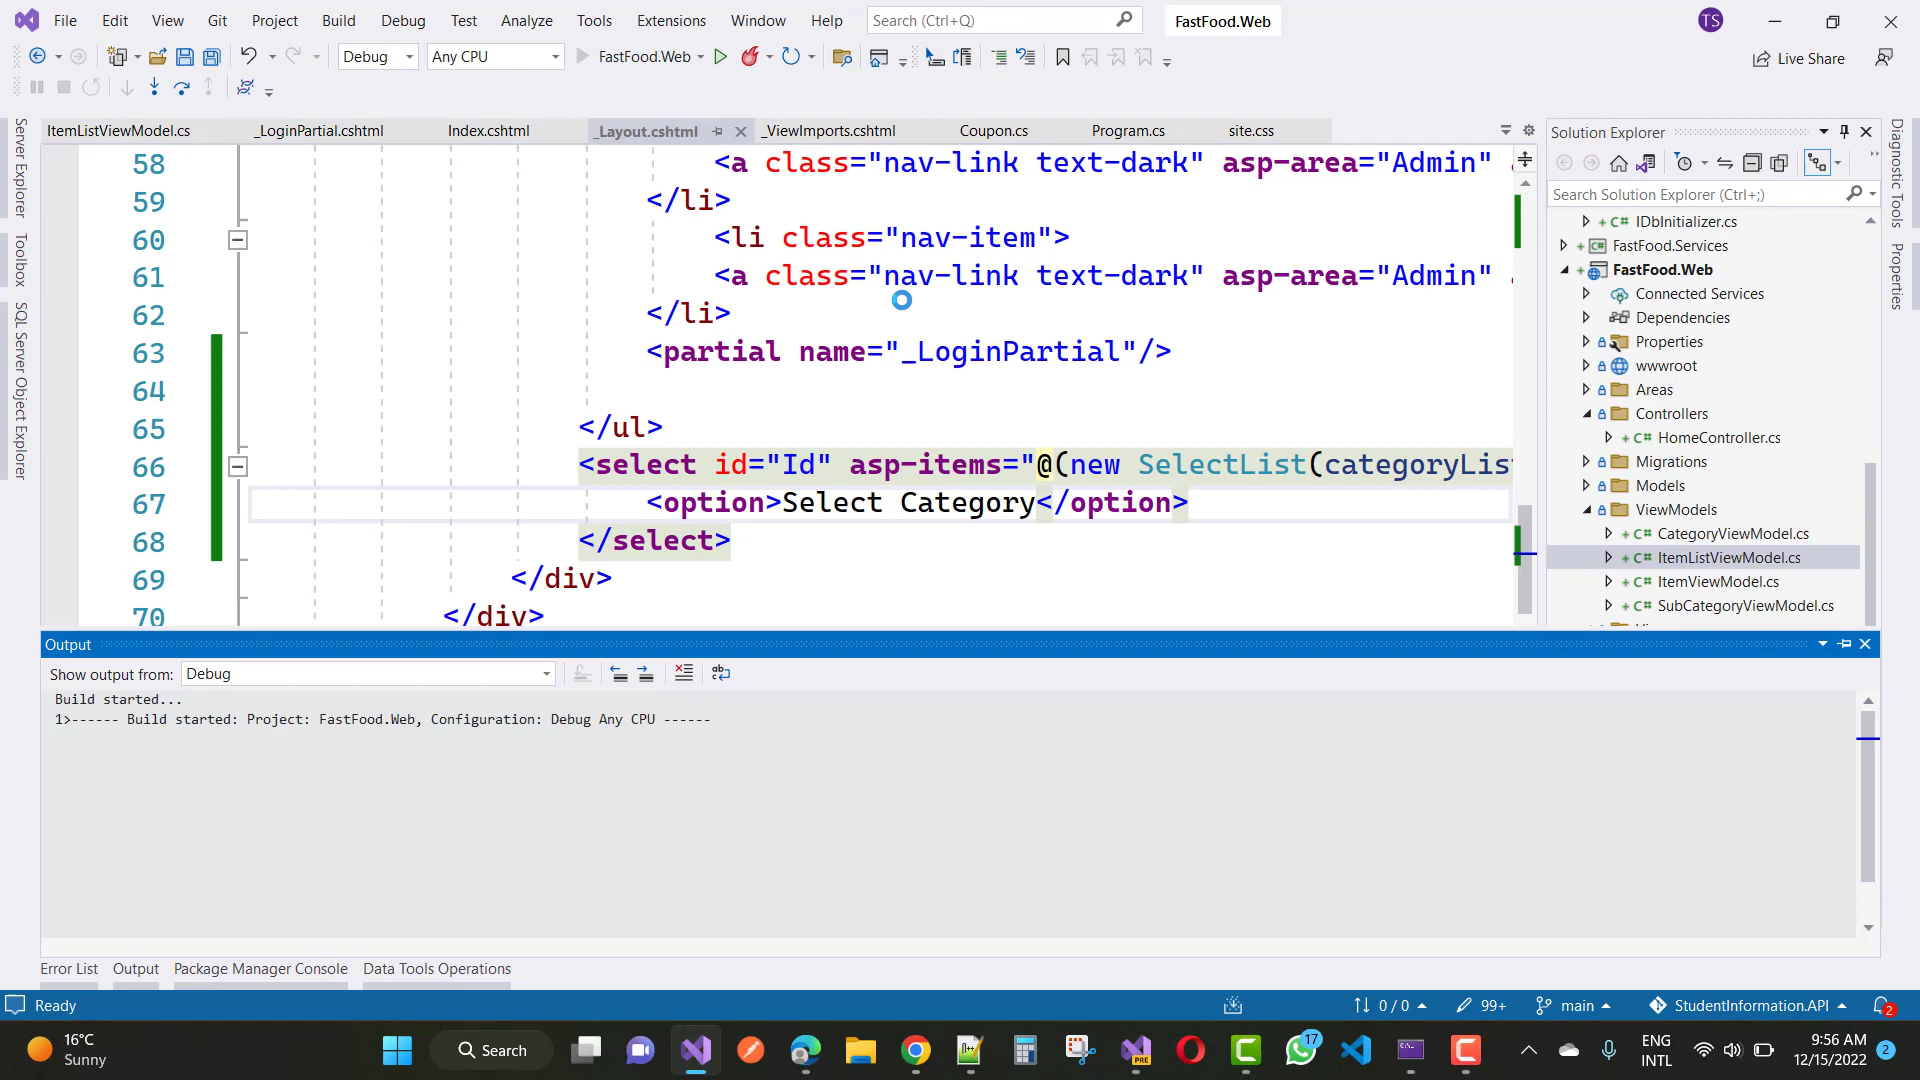 File Edit View Git Project Build Debug Test Analyze Tools Extensions Window Help Search (Ctrl+Q) FastFood.Web TS
Debug Any CPU FastFood.Web Live Share
ItemListViewModel.cs _LoginPartial.cshtml Index.cshtml _Layout.cshtml _ViewImports.cshtml Coupon.cs Program.cs site.css
Server Explorer
Toolbox
SQL Server Object Explorer
58 <a class="nav-link text-dark" asp-area="Admin"
59 </li>
60 <li class="nav-item">
61 <a class="nav-link text-dark" asp-area="Admin"
62 </li>
63 <partial name="_LoginPartial"/>
64
65 </ul>
66 <select id="Id" asp-items="@(new SelectList(categoryLis
67 <option>Select Category</option>
68 </select>
69 </div>
70 </div>
Solution Explorer
Search Solution Explorer (Ctrl+;)
C# IDbInitializer.cs
C# FastFood.Services
FastFood.Web
Connected Services
Dependencies
Properties
wwwroot
Areas
Controllers
C# HomeController.cs
Migrations
Models
ViewModels
C# CategoryViewModel.cs
C# ItemListViewModel.cs
C# ItemViewModel.cs
C# SubCategoryViewModel.cs
Diagnostic Tools
Properties
Output
Show output from: Debug
Build started...
1>------ Build started: Project: FastFood.Web, Configuration: Debug Any CPU ------
Error List Output Package Manager Console Data Tools Operations
Ready 0 / 0 99+ main StudentInformation.API 2
16°C
Sunny
Search
PRE
17
ENG
INTL
9:56 AM
12/15/2022
2